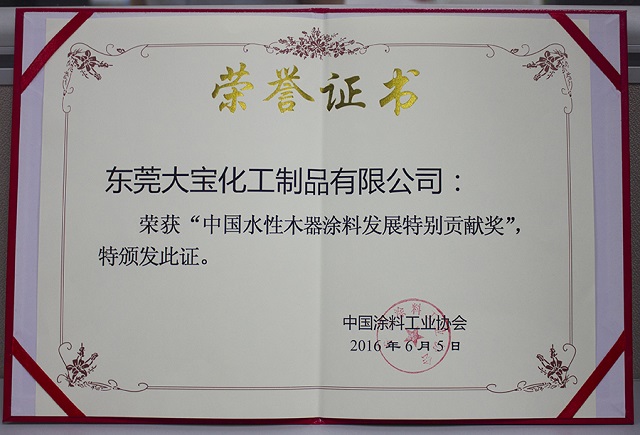 荣誉证书
东莞大宝化工制品有限公司：
荣获“中国水性木器涂料发展特别贡献奖”，
特颁发此证。
中国涂料工业协会
2016年6月5日